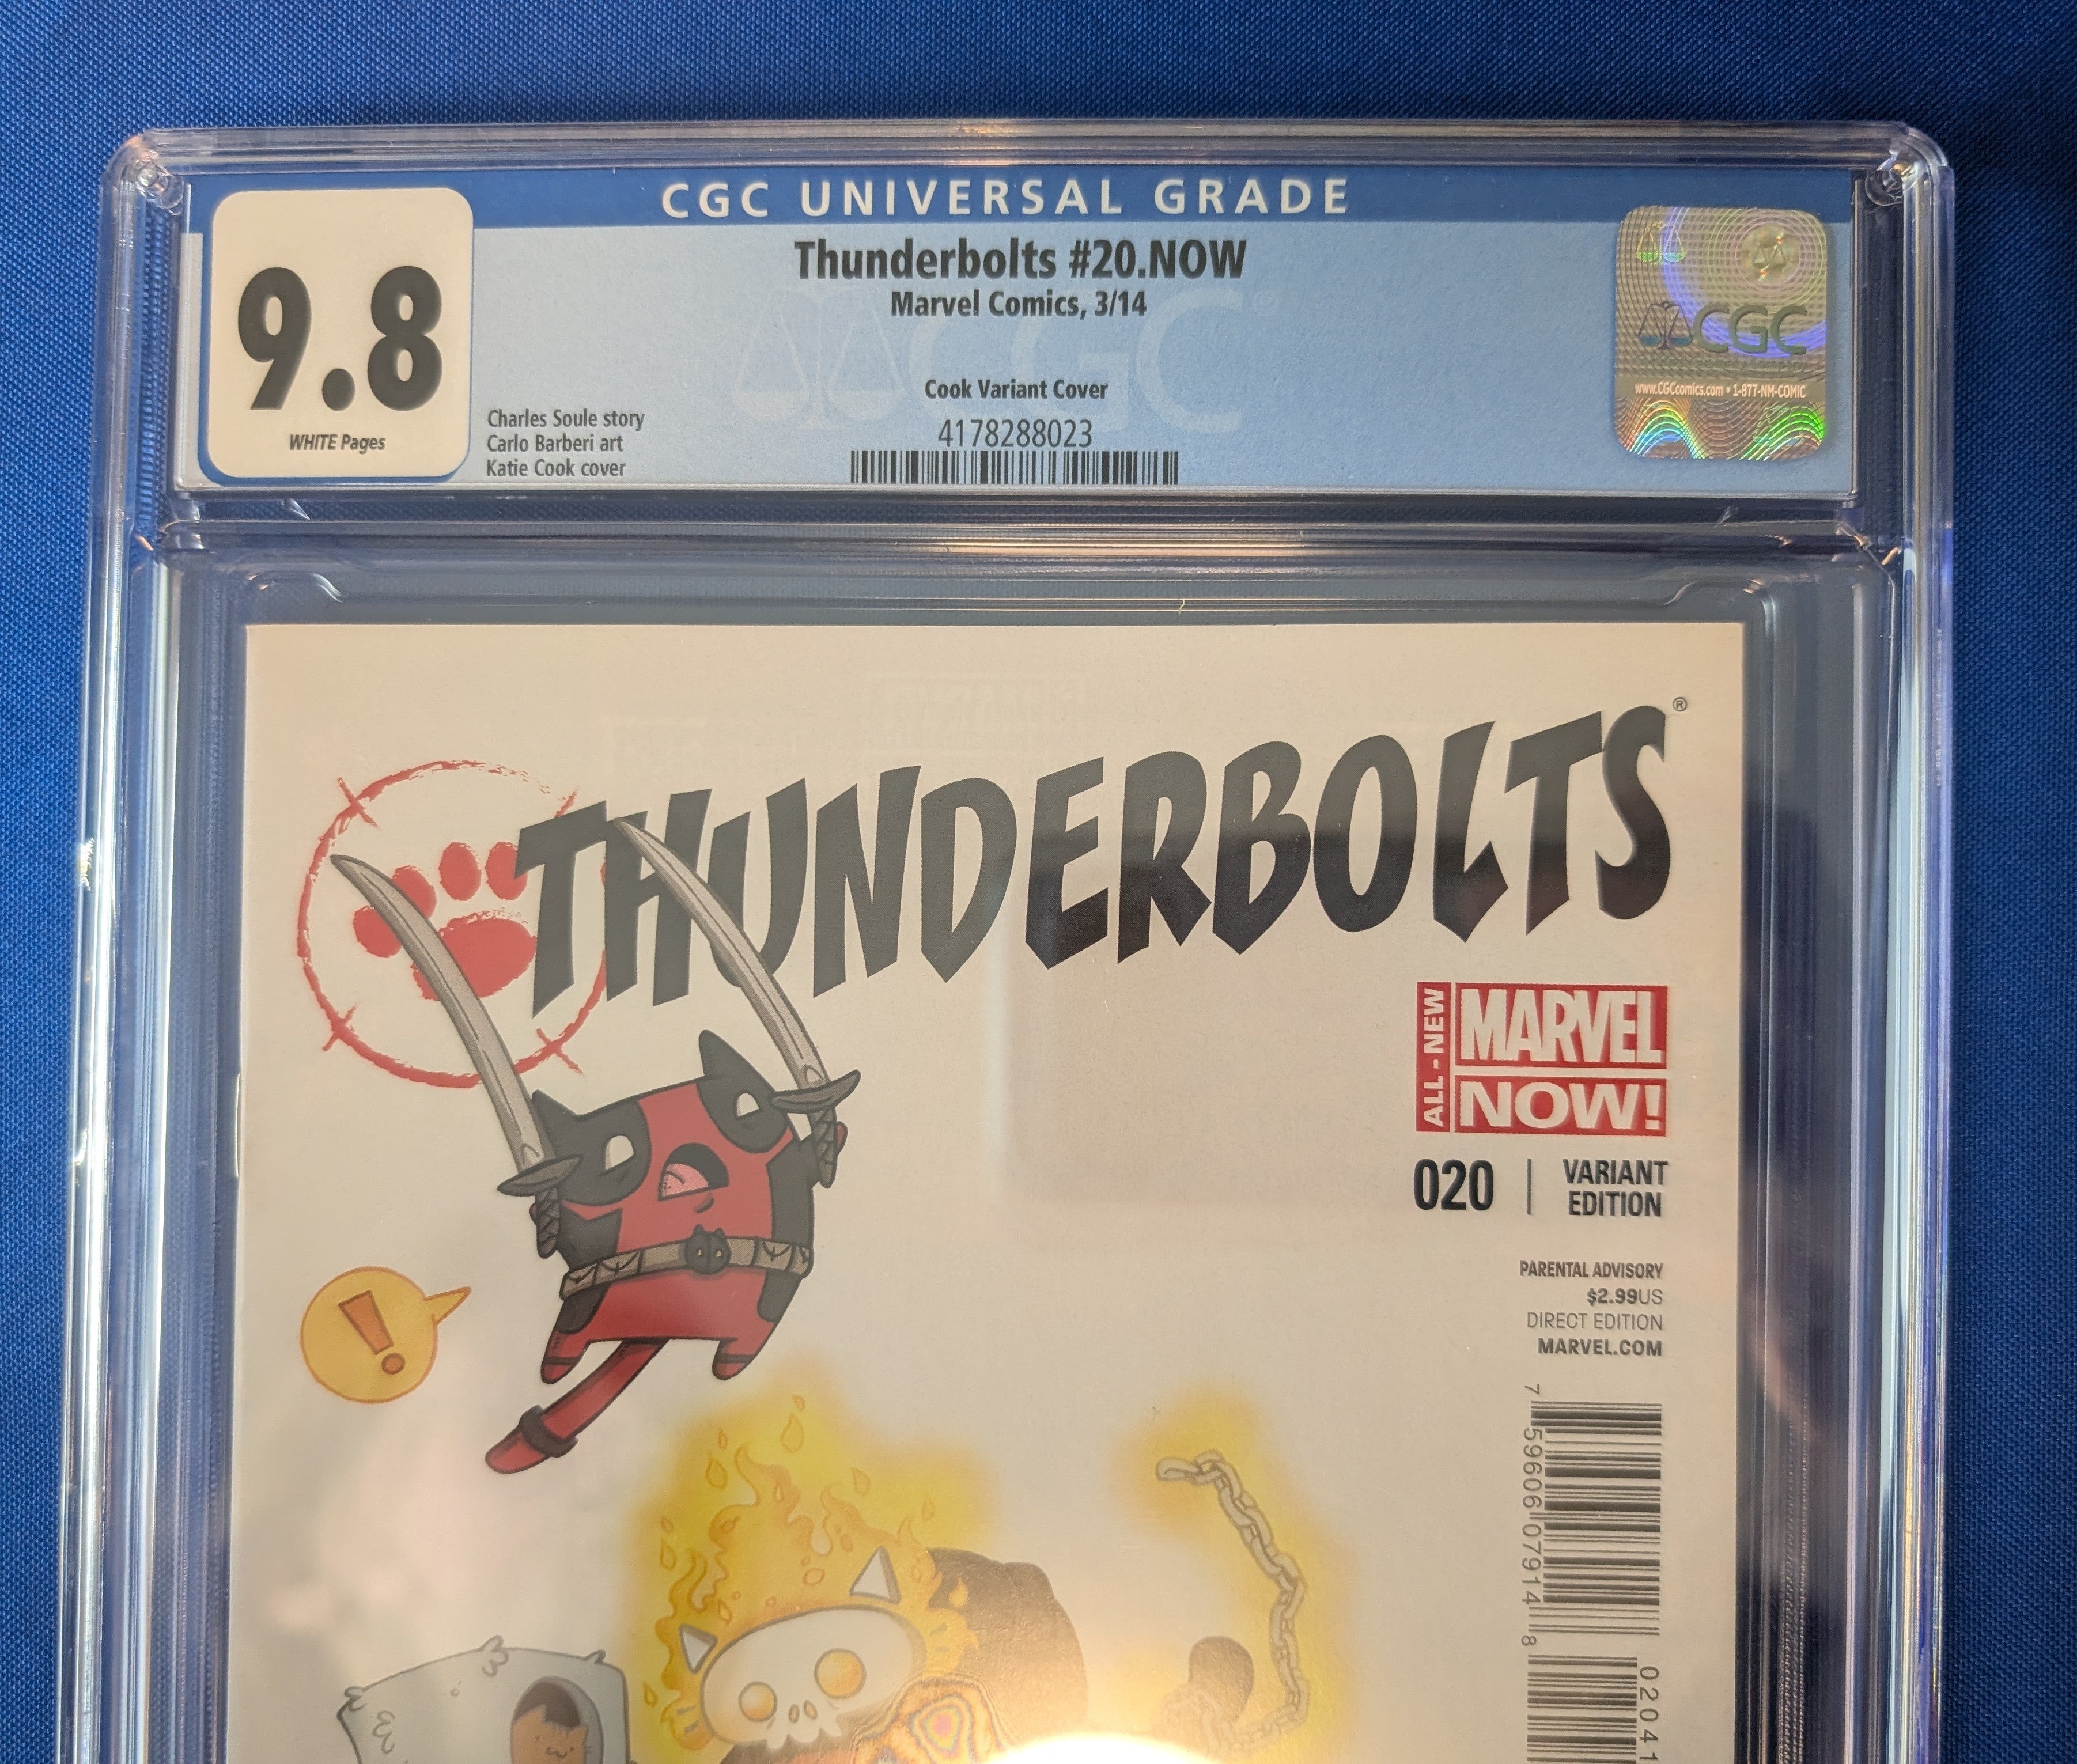 CGC UNIVERSAL GRADE
9.8
WHITE Pages
Thunderbolts #20.NOW
Marvel Comics, 3/14
Cook Variant Cover
4178288023
Charles Soule story
Carlo Barberi art
Katie Cook cover
CGC
www.CGCcomics.com • 1-877-NM-COMIC
CGC
THUNDERBOLTS®
ALL-NEW
MARVEL
NOW!
020 | VARIANT
EDITION
PARENTAL ADVISORY
$2.99US
DIRECT EDITION
MARVEL.COM
!
7 59606 07914 8
02041